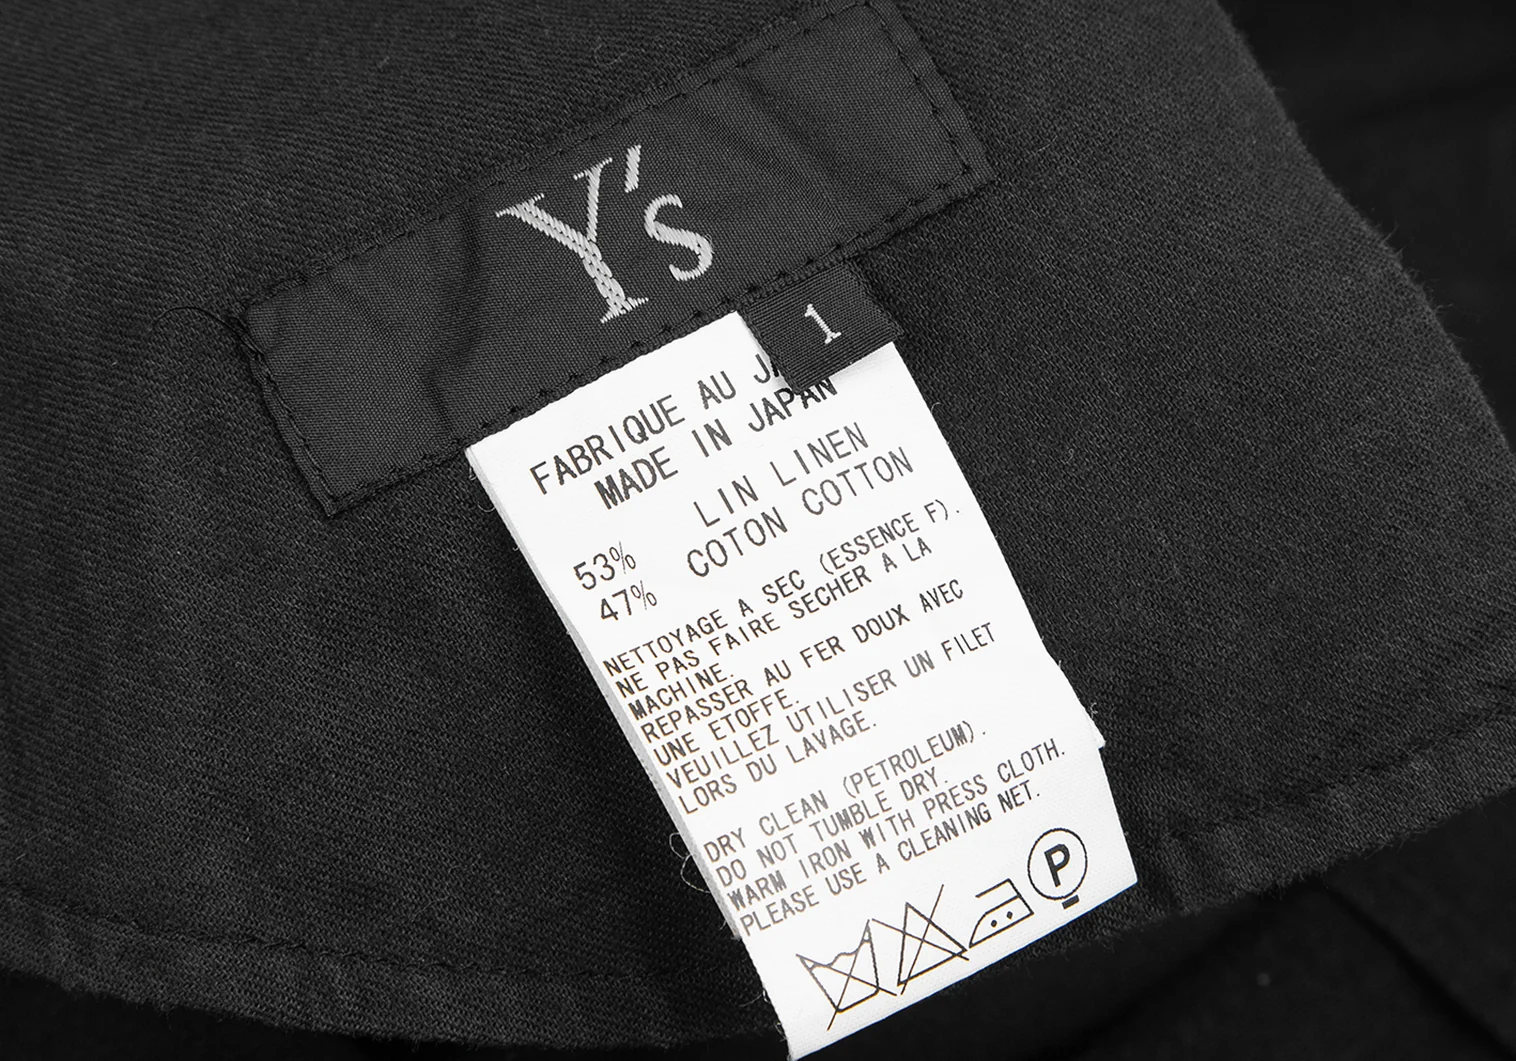 Y's
1
FABRIQUE AU
MADE IN JAPAN
53% LIN LINEN
47% COTON COTTON
NETTOYAGE A SEC (ESSENCE F).
NE PAS FAIRE SECHER A LA
MACHINE.
REPASSER AU FER DOUX AVEC
UNE ETOFFE.
VEUILLEZ UTILISER UN FILET
LORS DU LAVAGE.
DRY CLEAN (PETROLEUM).
DO NOT TUMBLE DRY.
WARM IRON WITH PRESS CLOTH.
PLEASE USE A CLEANING NET.
P